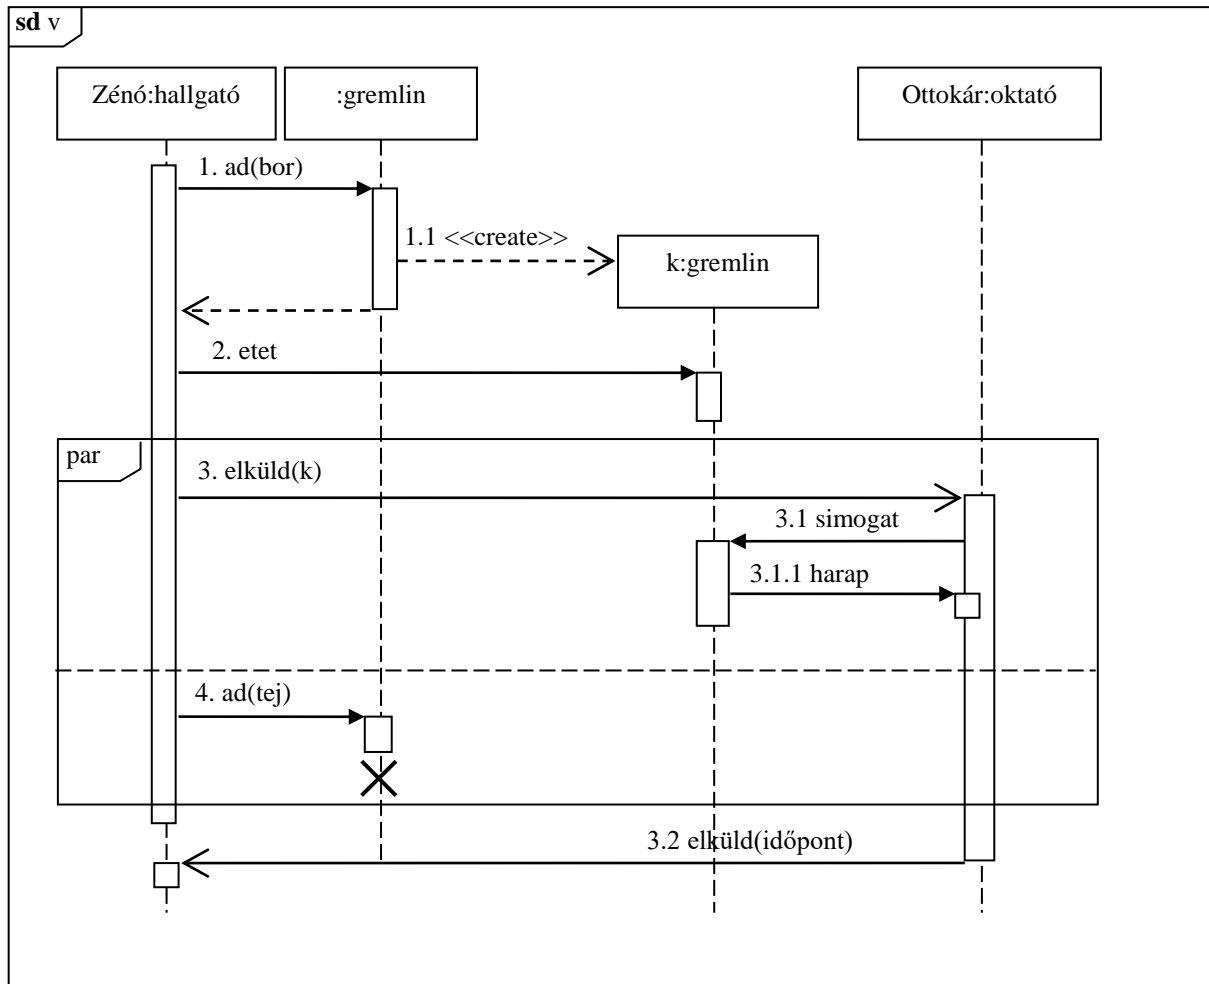 sd v
Zénó:hallgató
:gremlin
Ottokár:oktató
1. ad(bor)
1.1 <<create>>
k:gremlin
2. etet
par
3. elküld(k)
3.1 simogat
3.1.1 harap
4. ad(tej)
3.2 elküld(időpont)